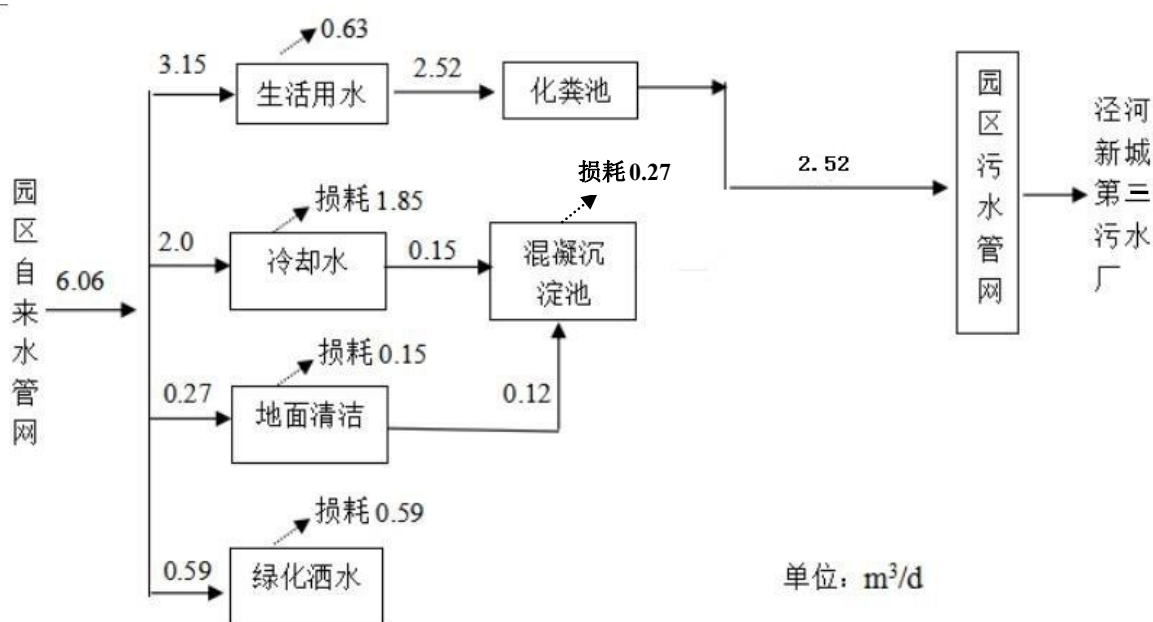 0.63
3.15
生活用水
2.52
化粪池
园区污水管网
泾河新城第三污水厂
2.52
损耗 0.27
园区自来水管网
6.06
损耗 1.85
2.0
冷却水
0.15
混凝沉
淀池
损耗 0.15
0.27
地面清洁
0.12
损耗 0.59
0.59
绿化洒水
单位：m³/d